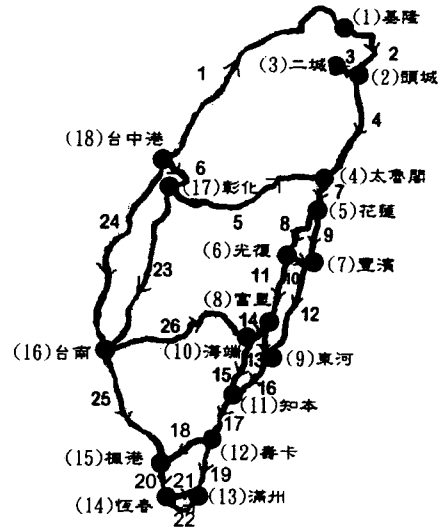 (1)基隆
1
2
3
(3)二城
(2)頭城
4
(18)台中港
6
(17)彰化
(4)太魯閣
7
5
(5)花蓮
8
9
(6)光復
(7)豐濱
10
11
24
23
(8)富里
12
26
14
(10)海端
13
(9)東河
(16)台南
15
16
(11)知本
25
17
18
(12)壽卡
(15)楓港
20
21
19
(14)恆春
(13)滿州
22